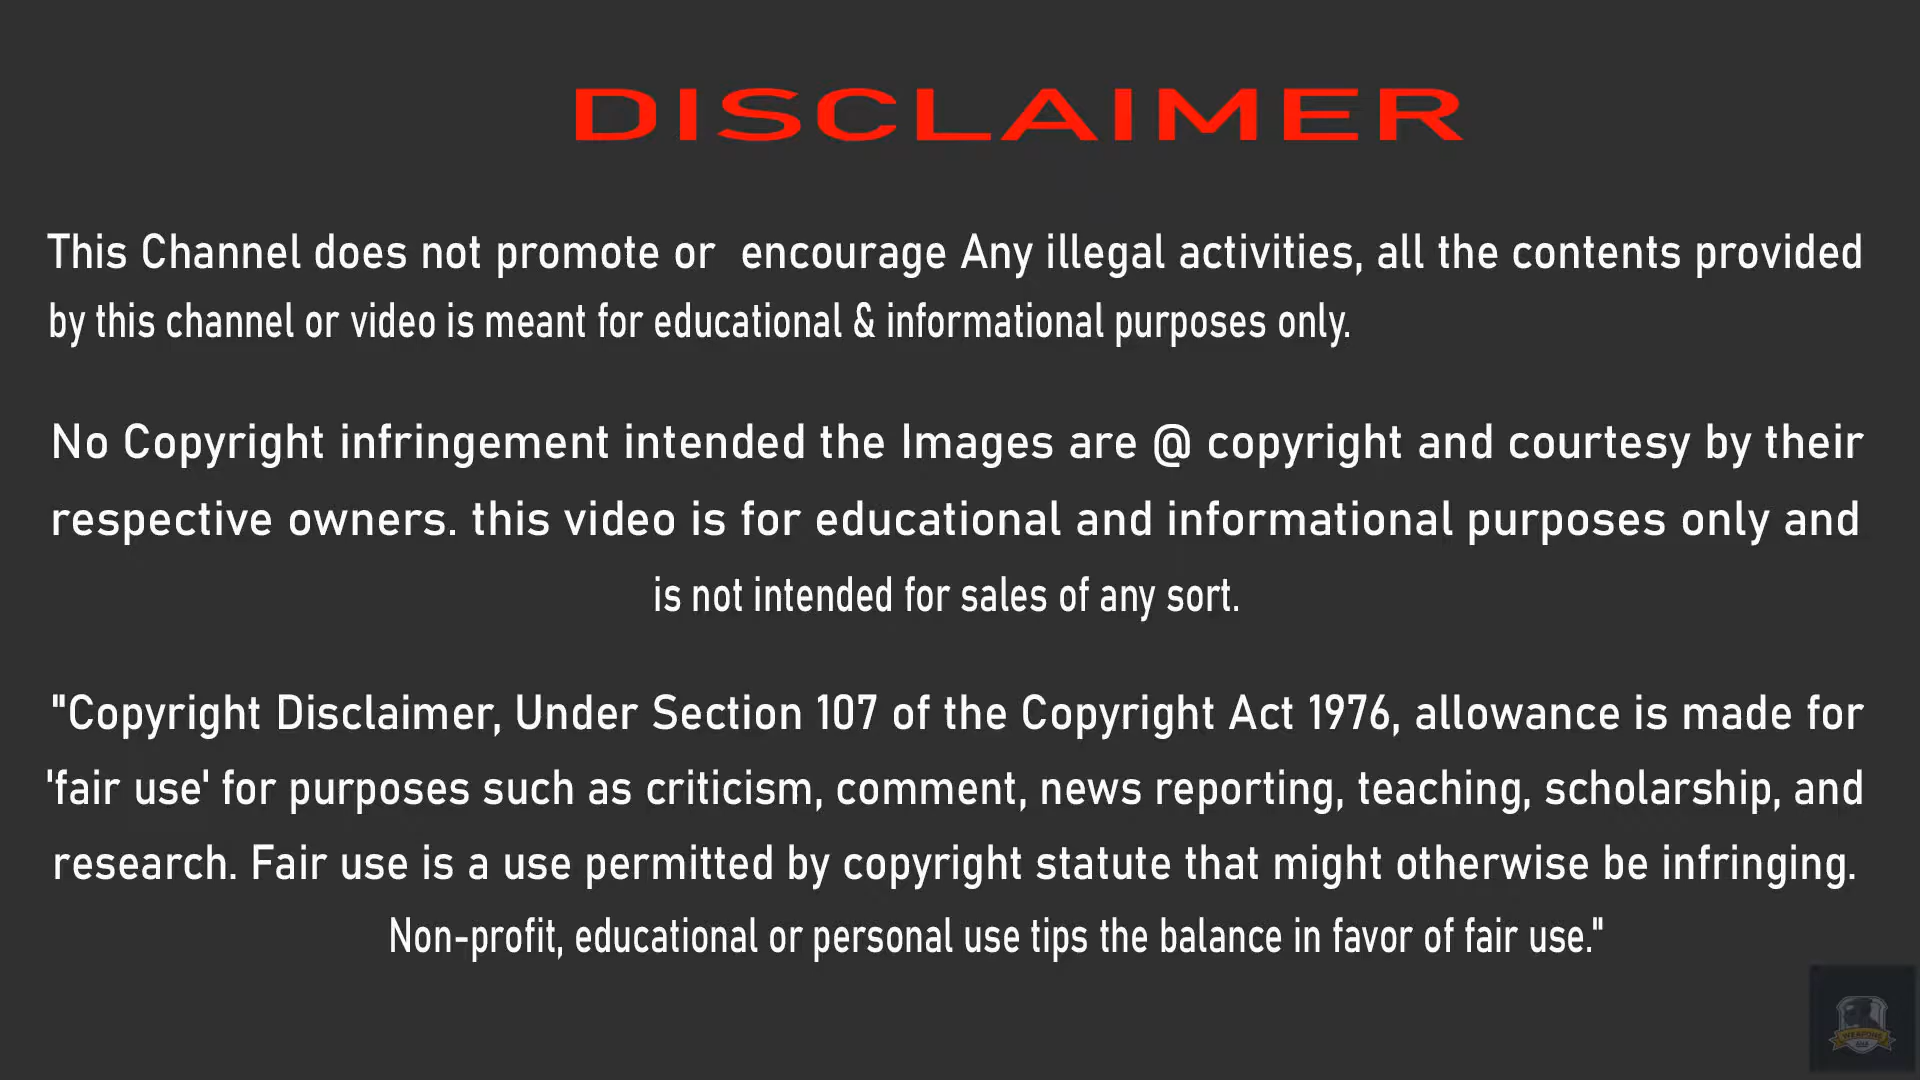 DISCLAIMER
This Channel does not promote or encourage Any illegal activities, all the contents provided
by this channel or video is meant for educational & informational purposes only.
No Copyright infringement intended the Images are @ copyright and courtesy by their
respective owners. this video is for educational and informational purposes only and
is not intended for sales of any sort.
"Copyright Disclaimer, Under Section 107 of the Copyright Act 1976, allowance is made for
'fair use' for purposes such as criticism, comment, news reporting, teaching, scholarship, and
research. Fair use is a use permitted by copyright statute that might otherwise be infringing.
Non-profit, educational or personal use tips the balance in favor of fair use."
WEAPONS